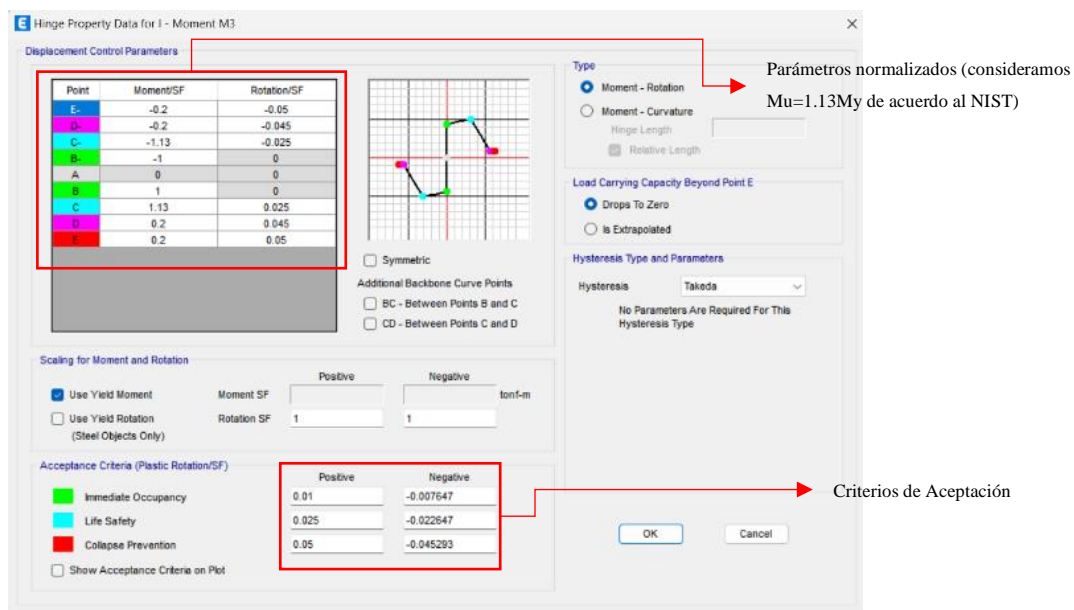 E Hinge Property Data for I - Moment M3
Displacement Control Parameters
Point Moment/SF Rotation/SF
E- -0.2 -0.05
D- -0.2 -0.045
C- -1.13 -0.025
B- -1 0
A 0 0
B 1 0
C 1.13 0.025
D 0.2 0.045
E 0.2 0.05
Symmetric
Additional Backbone Curve Points
BC - Between Points B and C
CD - Between Points C and D
Scaling for Moment and Rotation
Positive Negative
Use Yield Moment Moment SF tonf-m
Use Yield Rotation Rotation SF 1 1
(Steel Objects Only)
Acceptance Criteria (Plastic Rotation/SF)
Positive Negative
Immediate Occupancy 0.01 -0.007647
Life Safety 0.025 -0.022647
Collapse Prevention 0.05 -0.045293
Show Acceptance Criteria on Plot
Type
Moment - Rotation
Moment - Curvature
Hinge Length
Relative Length
Load Carrying Capacity Beyond Point E
Drops To Zero
Is Extrapolated
Hysteresis Type and Parameters
Hysteresis Takeda
No Parameters Are Required For This
Hysteresis Type
OK Cancel
Parámetros normalizados (consideramos
Mu=1.13My de acuerdo al NIST)
Criterios de Aceptación